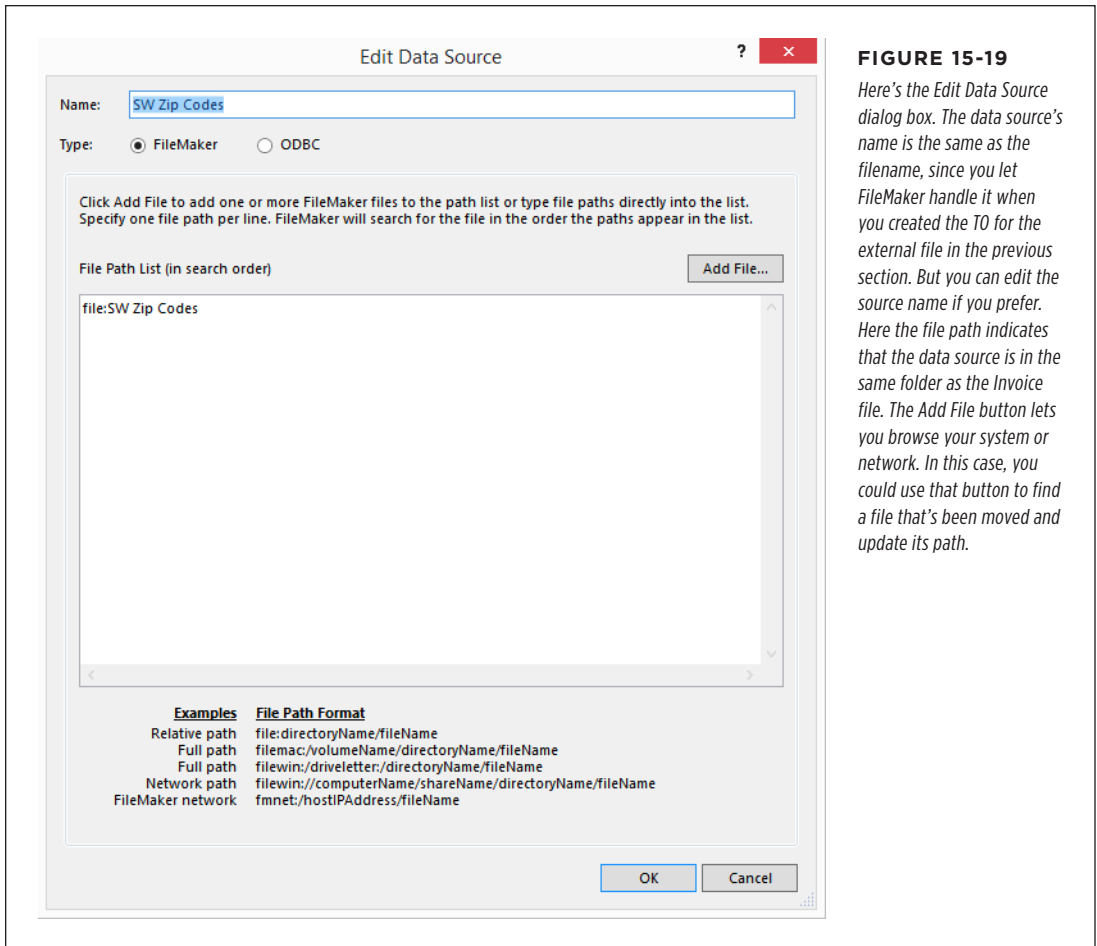 Edit Data Source
?
×
Name:
SW Zip Codes
Type:
FileMaker
ODBC
Click Add File to add one or more FileMaker files to the path list or type file paths directly into the list.
Specify one file path per line. FileMaker will search for the file in the order the paths appear in the list.
File Path List (in search order)
Add File...
file:SW Zip Codes
Examples File Path Format
Relative path file:directoryName/fileName
Full path filemac:/volumeName/directoryName/fileName
Full path filewin:/driveletter:/directoryName/fileName
Network path filewin://computerName/shareName/directoryName/fileName
FileMaker network fmnet:/hostIPAddress/fileName
OK
Cancel
FIGURE 15-19
Here's the Edit Data Source
dialog box. The data source's
name is the same as the
filename, since you let
FileMaker handle it when
you created the TO for the
external file in the previous
section. But you can edit the
source name if you prefer.
Here the file path indicates
that the data source is in the
same folder as the Invoice
file. The Add File button lets
you browse your system or
network. In this case, you
could use that button to find
a file that's been moved and
update its path.